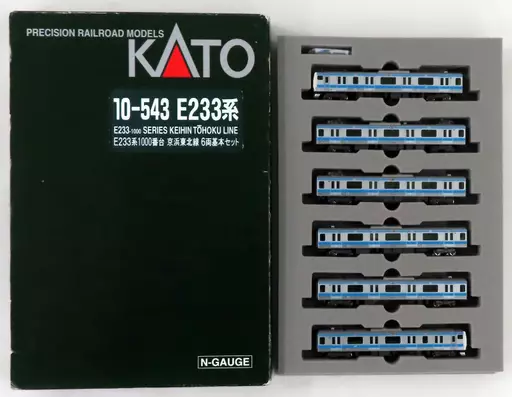 PRECISION RAILROAD MODELS
KATO
10-543 E233系
E233-1000 SERIES KEIHIN TŌHOKU LINE
E233系1000番台 京浜東北線 6両基本セット
N-GAUGE